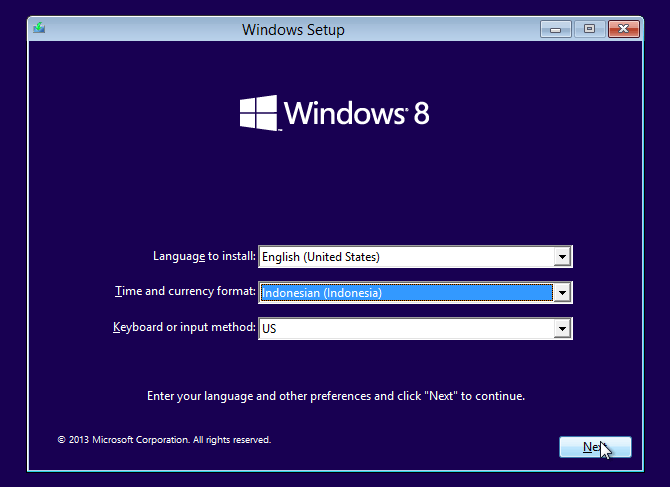 Windows Setup
Windows 8
Language to install: English (United States)
Time and currency format: Indonesian (Indonesia)
Keyboard or input method: US
Enter your language and other preferences and click "Next" to continue.
© 2013 Microsoft Corporation. All rights reserved.
Next